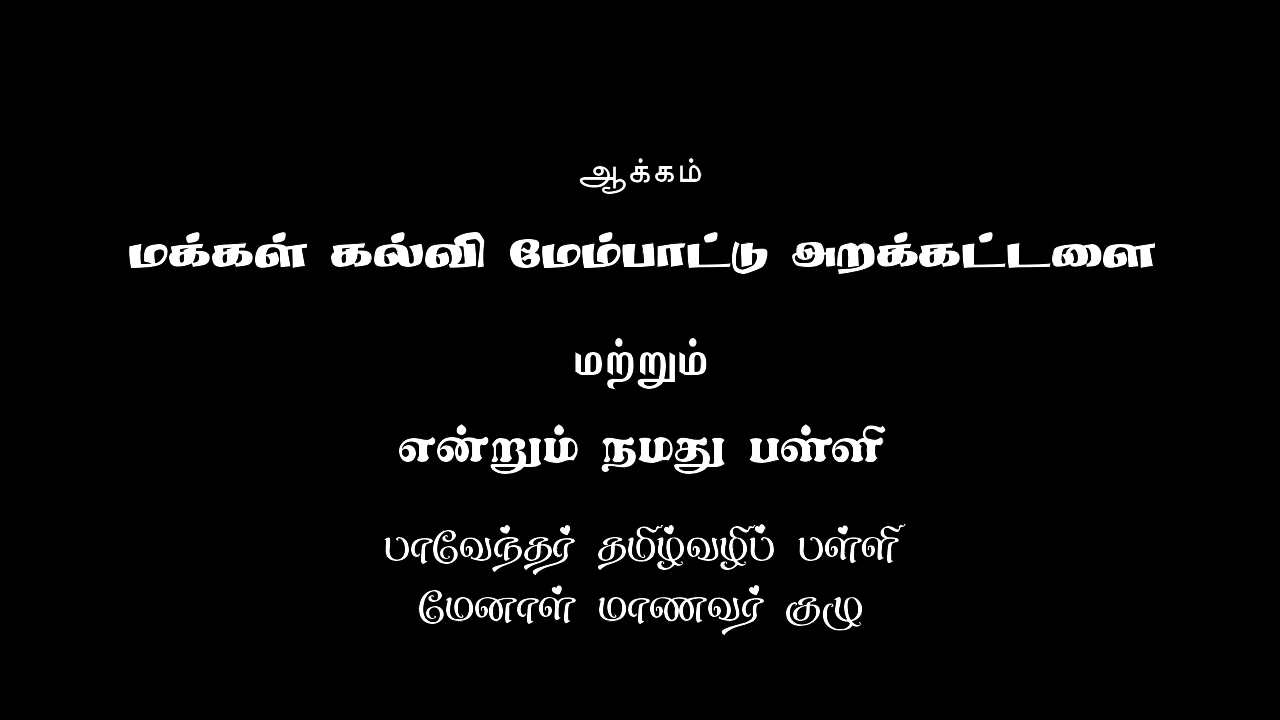 ஆக்கம்
மக்கள் கல்வி மேம்பாட்டு அறக்கட்டளை
மற்றும்
என்றும் நமது பள்ளி
பாவேந்தர் தமிழ்வழிப் பள்ளி
மேனாள் மாணவர் குழு